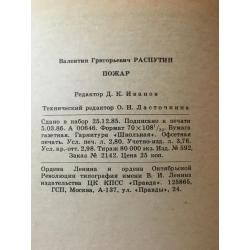 Валентин Григорьевич РАСПУТИН
ПОЖАР
Редактор Д. К. Иванов
Технический редактор О. Н. Ласточкина
Сдано в набор 25.12.85. Подписано к печати
5.03.86. А 00646. Формат 70×108¹/₃₂. Бумага
газетная. Гарнитура «Школьная». Офсетная
печать. Усл. печ. л. 2,80. Учетно-изд. л. 3,76.
Усл. кр.-отт. 2,98. Тираж 80 000 экз. Изд. № 592.
Заказ № 2142. Цена 25 коп.
Ордена Ленина и ордена Октябрьской
Революции типография имени В. И. Ленина
издательства ЦК КПСС «Правда». 125865,
ГСП, Москва, А-137, ул. «Правды», 24.